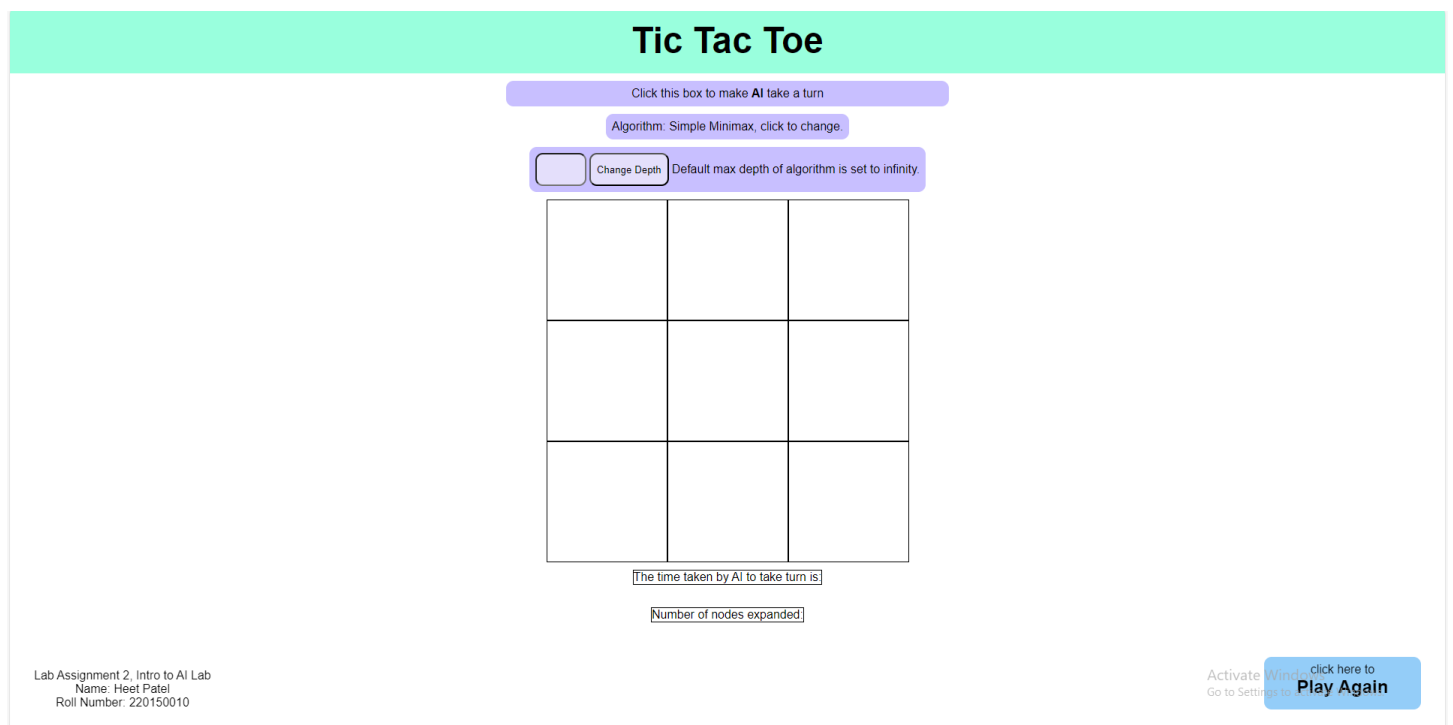 Tic Tac Toe
Click this box to make AI take a turn
Algorithm: Simple Minimax, click to change.
Change Depth Default max depth of algorithm is set to infinity.
The time taken by AI to take turn is:
Number of nodes expanded:
Lab Assignment 2, Intro to AI Lab
Name: Heet Patel
Roll Number: 220150010
Activate Windows
Go to Settings to
click here to
Play Again